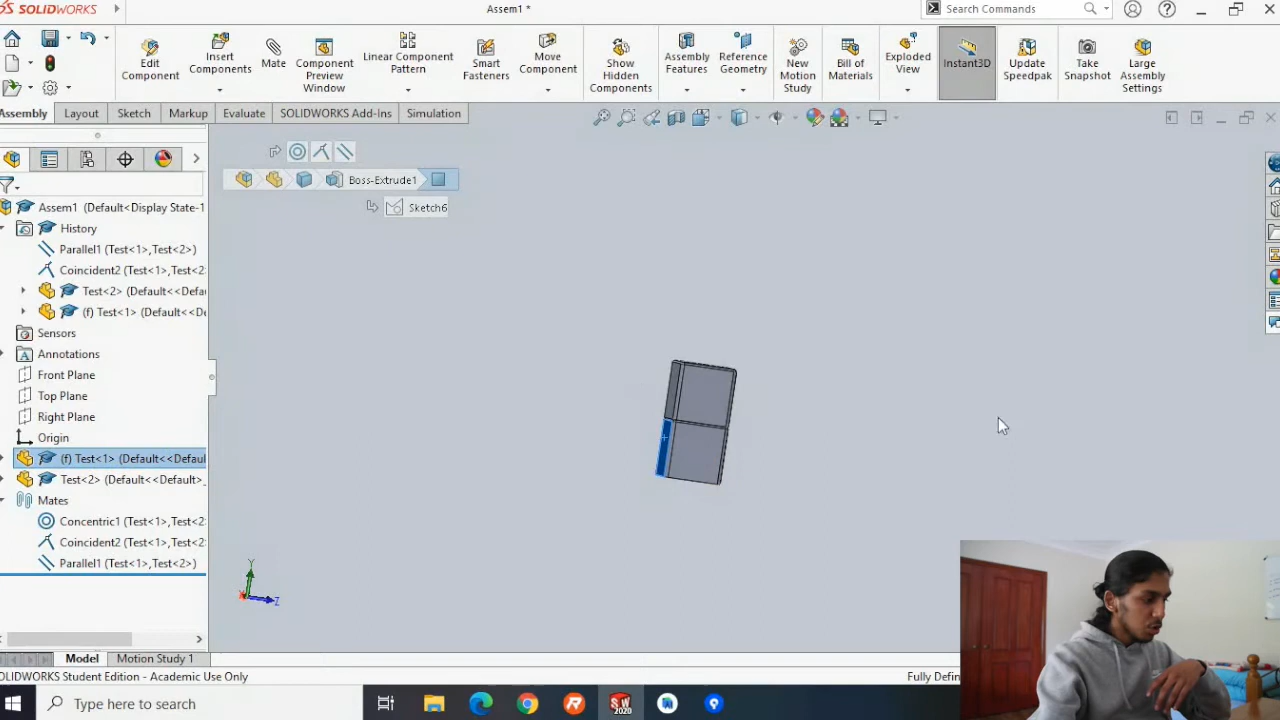 SOLIDWORKS
Assem1 *
Search Commands
Edit Component
Insert Components
Mate
Component Preview Window
Linear Component Pattern
Smart Fasteners
Move Component
Show Hidden Components
Assembly Features
Reference Geometry
New Motion Study
Bill of Materials
Exploded View
Instant3D
Update Speedpak
Take Snapshot
Large Assembly Settings
Assembly
Layout
Sketch
Markup
Evaluate
SOLIDWORKS Add-Ins
Simulation
Boss-Extrude1
Sketch6
Assem1 (Default<Display State-1
History
Parallel1 (Test<1>,Test<2>)
Coincident2 (Test<1>,Test<2>
Test<2> (Default<<Defau
(f) Test<1> (Default<<De
Sensors
Annotations
Front Plane
Top Plane
Right Plane
Origin
(f) Test<1> (Default<<Defaul
Test<2> (Default<<Default>_
Mates
Concentric1 (Test<1>,Test<2>
Coincident2 (Test<1>,Test<2>
Parallel1 (Test<1>,Test<2>)
Y
X
Z
Model
Motion Study 1
SOLIDWORKS Student Edition - Academic Use Only
Fully Defin
Type here to search
SW
2020